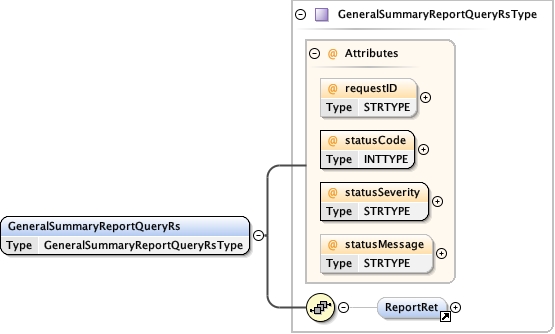 GeneralSummaryReportQueryRsType
@ Attributes
@ requestID
Type STRTYPE
@ statusCode
Type INTTYPE
@ statusSeverity
Type STRTYPE
@ statusMessage
Type STRTYPE
GeneralSummaryReportQueryRs
Type GeneralSummaryReportQueryRsType
ReportRet